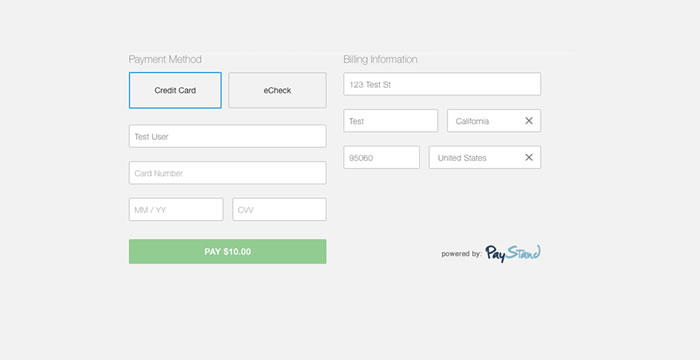 Payment Method
Credit Card
eCheck
Test User
Card Number
MM / YY
CVV
PAY $10.00
Billing Information
123 Test St
Test
California
95060
United States
powered by: PayStand